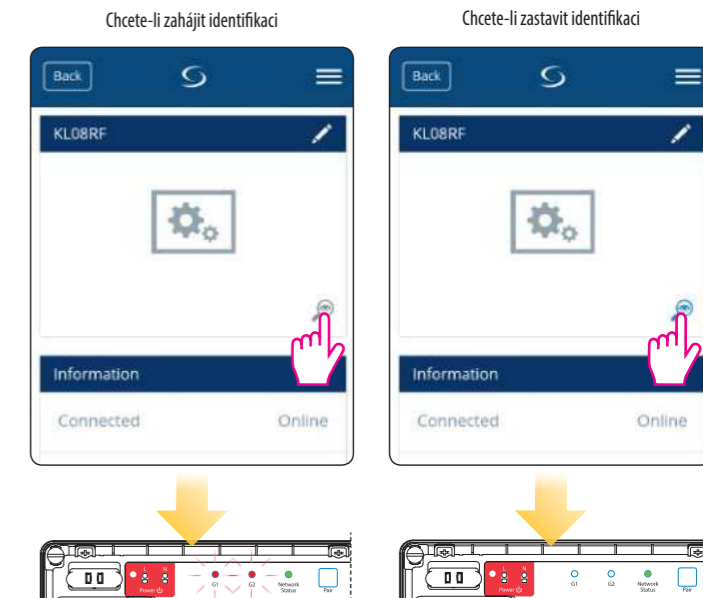 Chcete-li zahájit identifikaci
Back
KL08RF
Information
Connected Online
L N
Power
G1 G2 Network Status Pair
Chcete-li zastavit identifikaci
Back
KL08RF
Information
Connected Online
L N
Power
G1 G2 Network Status Pair